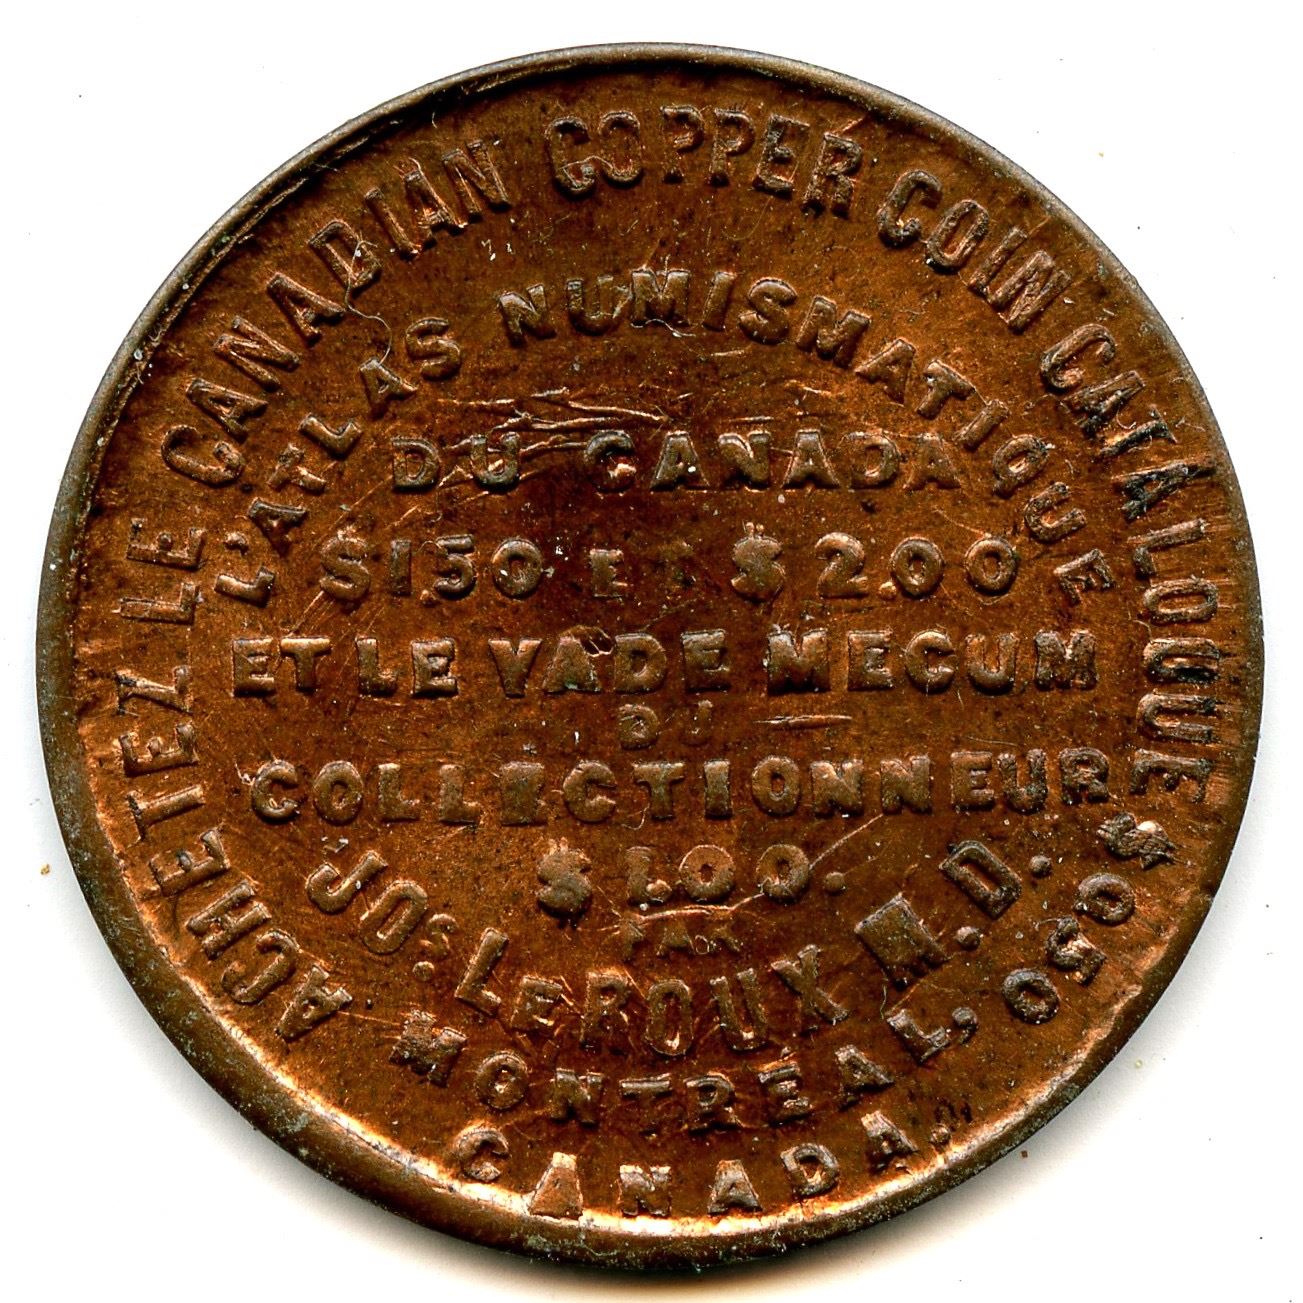 ACHETEZ LE CANADIAN COPPER COIN CATALOGUE $ 050
L'ATLAS NUMISMATIQUE
DU CANADA
$1.50 ET $2.00
ET LE VADE MECUM
DU
COLLECTIONNEUR
$1.00.
PAR
JOS. LEROUX M.D.
MONTRÉAL,
CANADA.